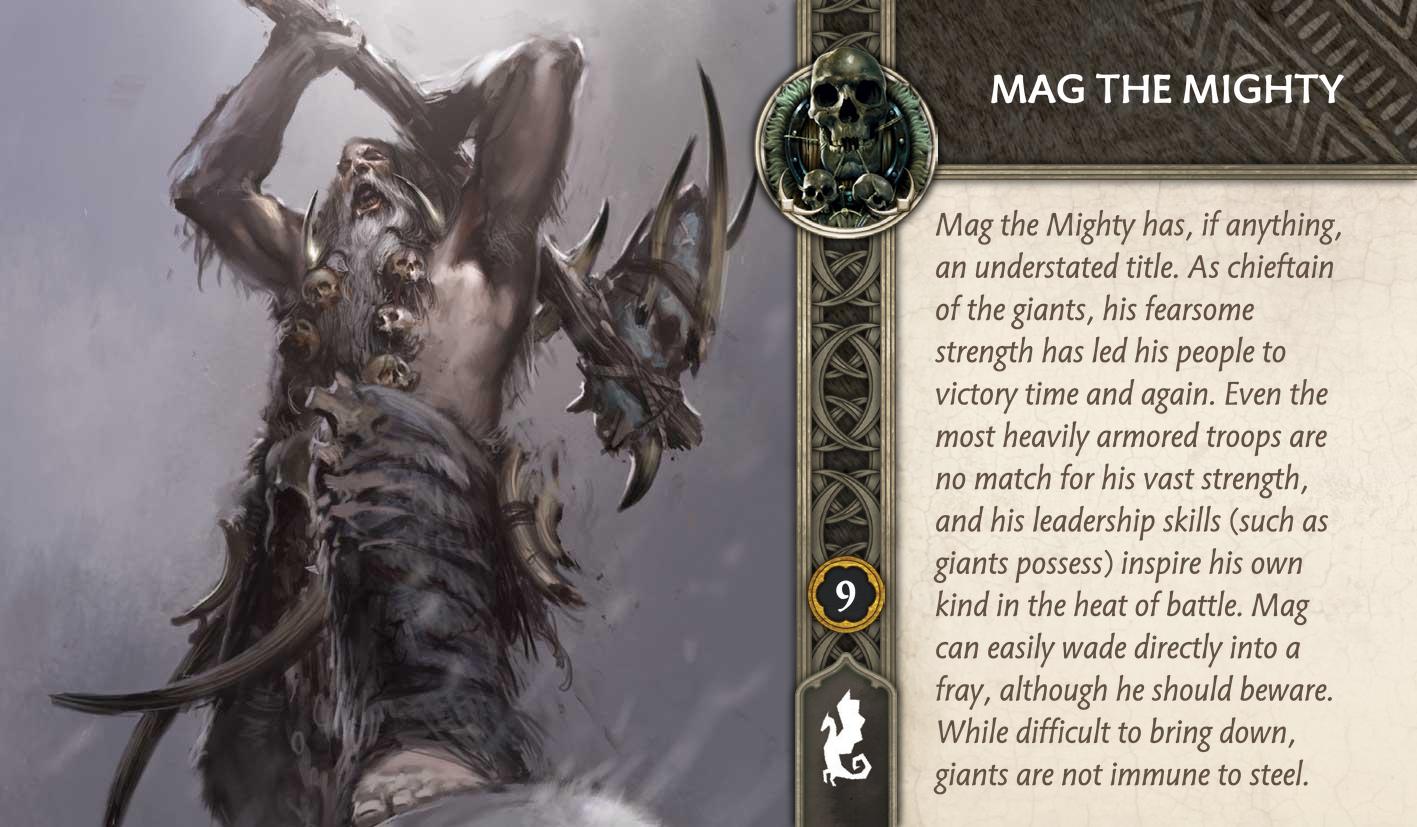 MAG THE MIGHTY
Mag the Mighty has, if anything,
an understated title. As chieftain
of the giants, his fearsome
strength has led his people to
victory time and again. Even the
most heavily armored troops are
no match for his vast strength,
and his leadership skills (such as
giants possess) inspire his own
kind in the heat of battle. Mag
can easily wade directly into a
fray, although he should beware.
While difficult to bring down,
giants are not immune to steel.
9